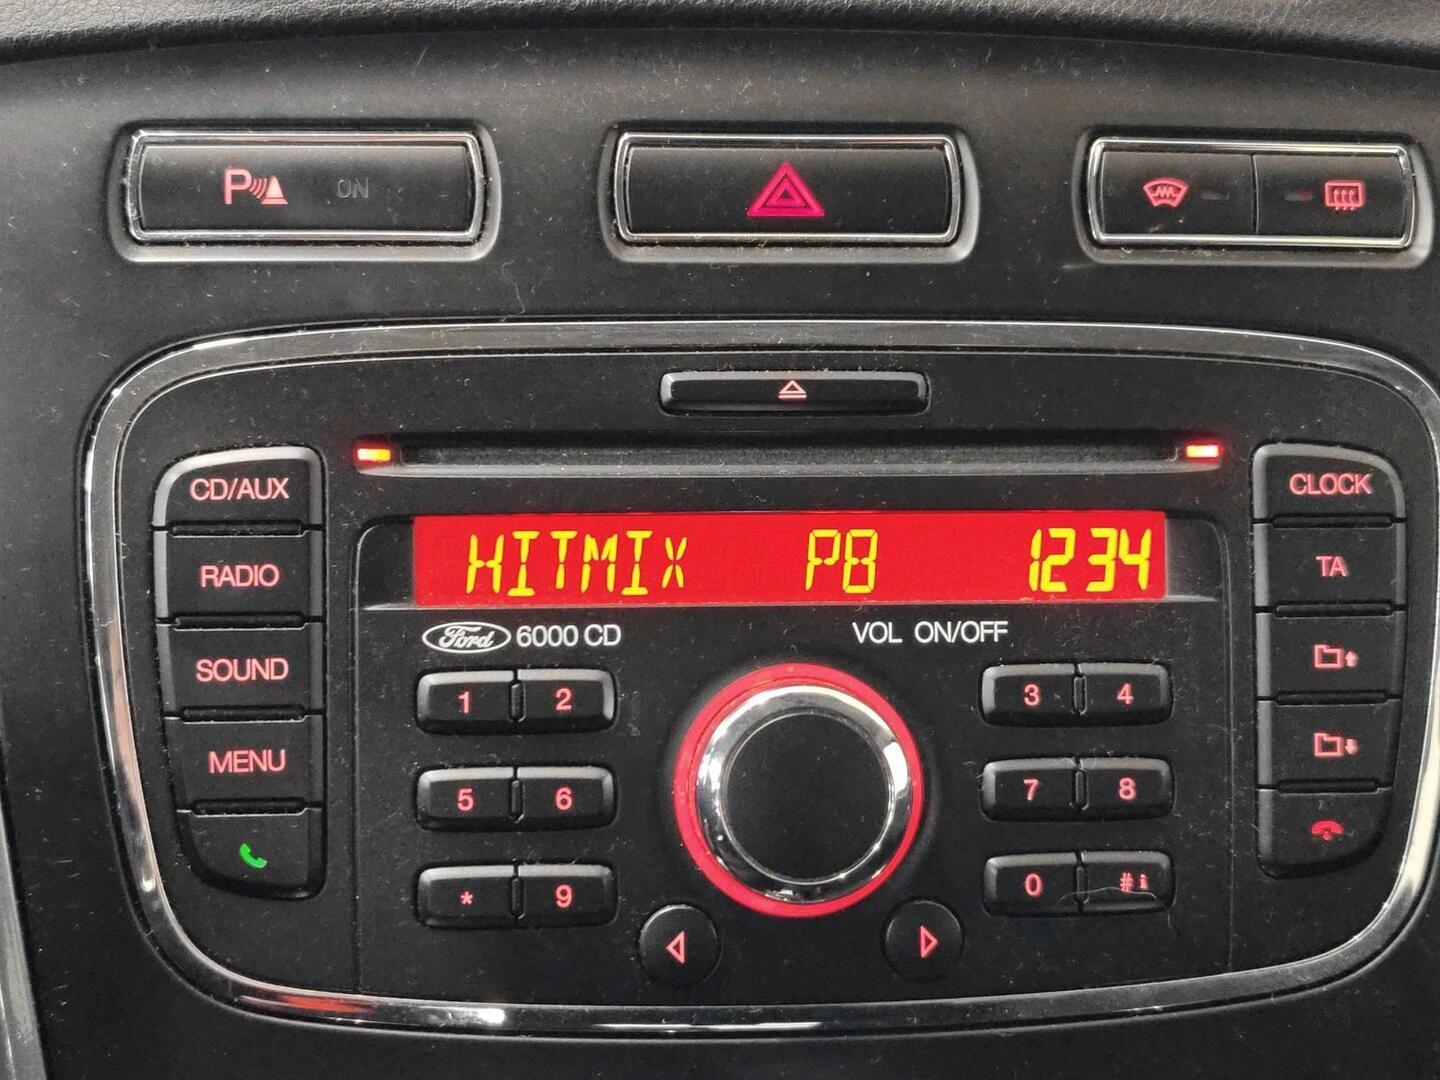 P ON
CD/AUX
RADIO
SOUND
MENU
HITMIX P8 1234
Ford 6000 CD VOL ON/OFF
1 2 3 4
5 6 7 8
* 9 0 # i
CLOCK
TA